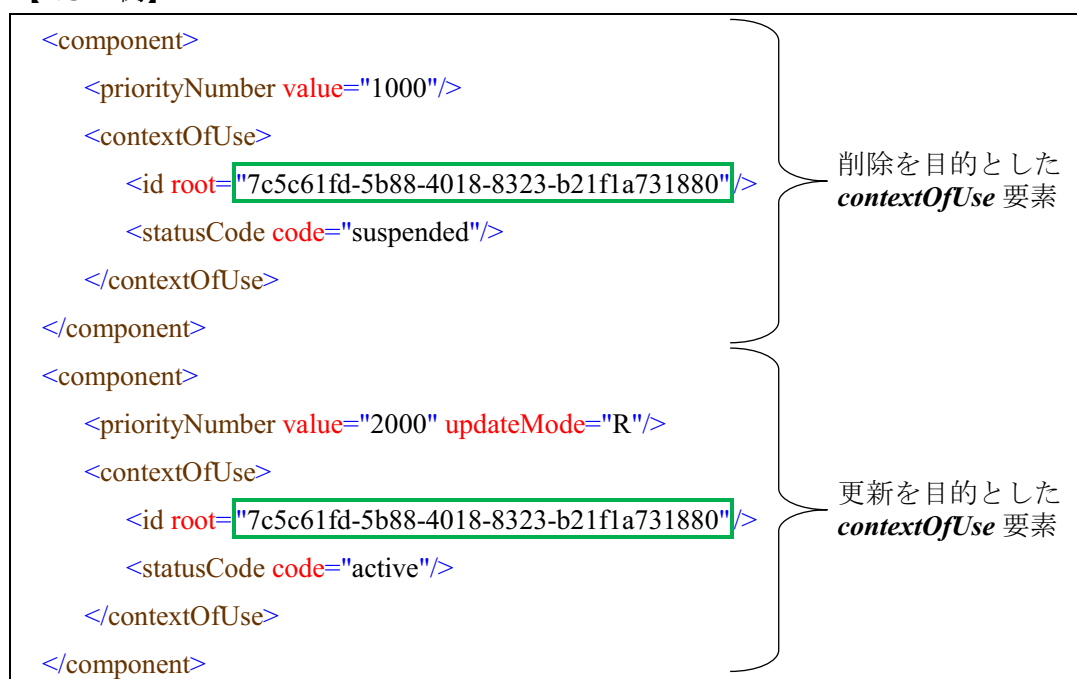 <component>
<priorityNumber value="1000"/>
<contextOfUse>
<id root="7c5c61fd-5b88-4018-8323-b21f1a731880"/>
<statusCode code="suspended"/>
</contextOfUse>
</component>
削除を目的とした
contextOfUse 要素
<component>
<priorityNumber value="2000" updateMode="R"/>
<contextOfUse>
<id root="7c5c61fd-5b88-4018-8323-b21f1a731880"/>
<statusCode code="active"/>
</contextOfUse>
</component>
更新を目的とした
contextOfUse 要素